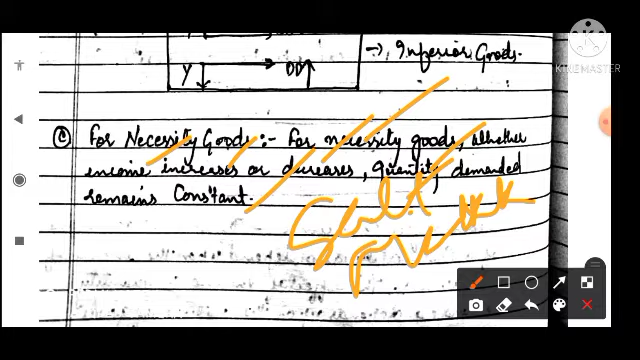 → Inferior Goods.
Y↓ → DD↑
KINEMASTER
(C) For Necessity Goods :- For necessity goods, whether
income increases or decreases, quantity demanded
remains Constant.
Salt